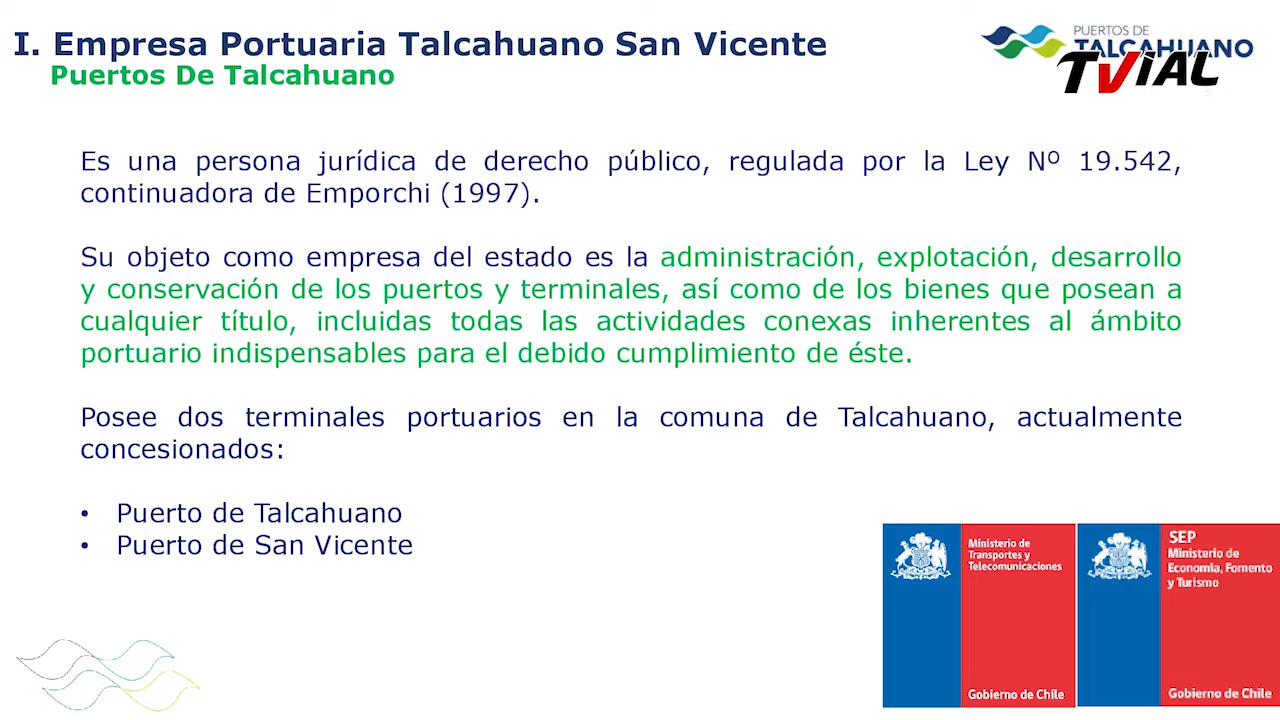 I. Empresa Portuaria Talcahuano San Vicente
Puertos De Talcahuano
PUERTOS DE
TALCAHUANO
TVIAL
Es una persona jurídica de derecho público, regulada por la Ley Nº 19.542,
continuadora de Emporchi (1997).
Su objeto como empresa del estado es la administración, explotación, desarrollo
y conservación de los puertos y terminales, así como de los bienes que posean a
cualquier título, incluidas todas las actividades conexas inherentes al ámbito
portuario indispensables para el debido cumplimiento de éste.
Posee dos terminales portuarios en la comuna de Talcahuano, actualmente
concesionados:
• Puerto de Talcahuano
• Puerto de San Vicente
Ministerio de
Transportes y
Telecomunicaciones
Gobierno de Chile
SEP
Ministerio de
Economía, Fomento
y Turismo
Gobierno de Chile